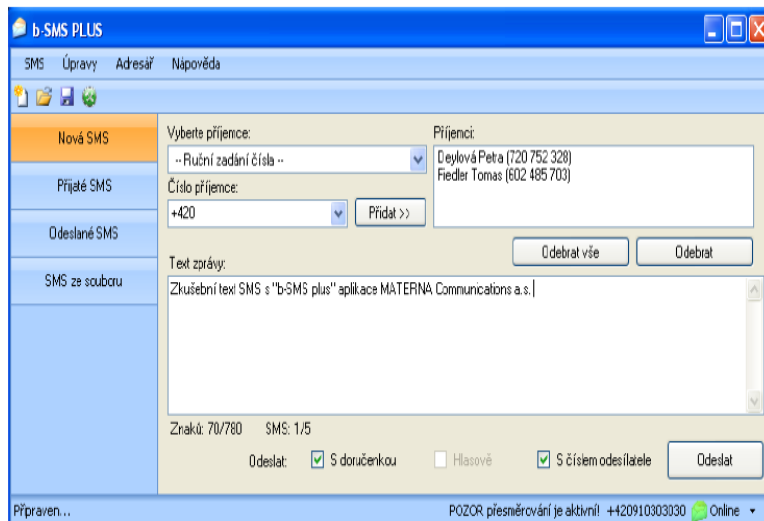 b-SMS PLUS
SMS Úpravy Adresář Nápověda
Nová SMS
Přijaté SMS
Odeslané SMS
SMS ze souboru
Vyberte příjemce:
-- Ruční zadání čísla --
Číslo příjemce:
+420
Přidat >>
Příjemci:
Deylová Petra (720 752 328)
Fiedler Tomas (602 485 703)
Odebrat vše
Odebrat
Text zprávy:
Zkušební text SMS s "b-SMS plus" aplikace MATERNA Communications a.s.
Znaků: 70/780 SMS: 1/5
Odeslat: S doručenkou Hlasově S číslem odesílatele Odeslat
Připraven... POZOR přesměrování je aktivní! +420910303030 Online